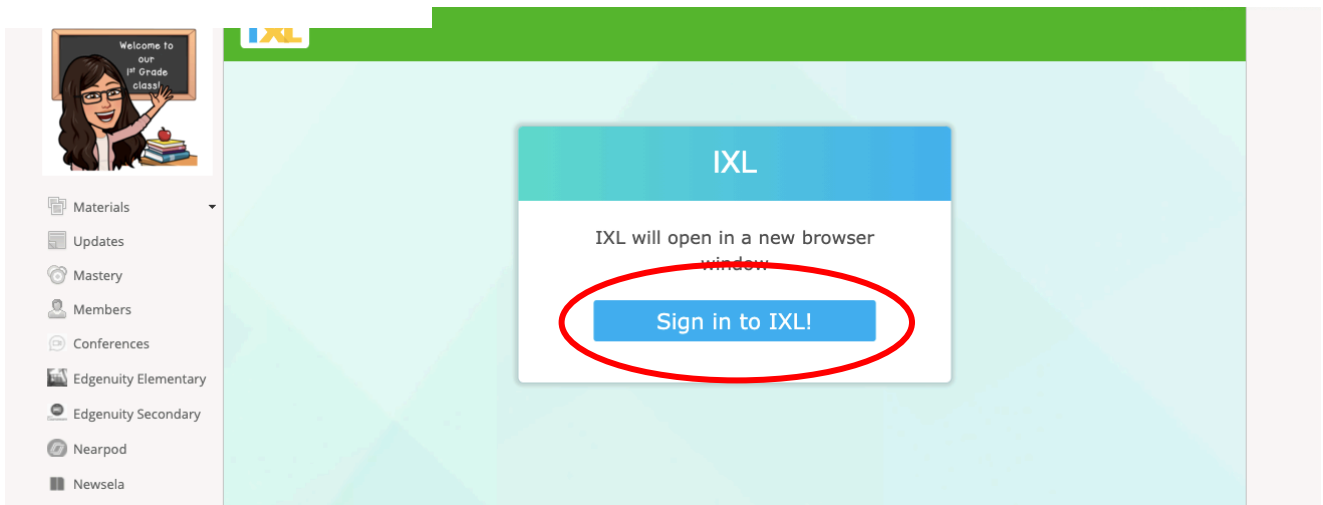 Welcome to
our
1st Grade
class!
Materials
Updates
Mastery
Members
Conferences
Edgenuity Elementary
Edgenuity Secondary
Nearpod
Newsela
IXL
IXL
IXL will open in a new browser
window
Sign in to IXL!